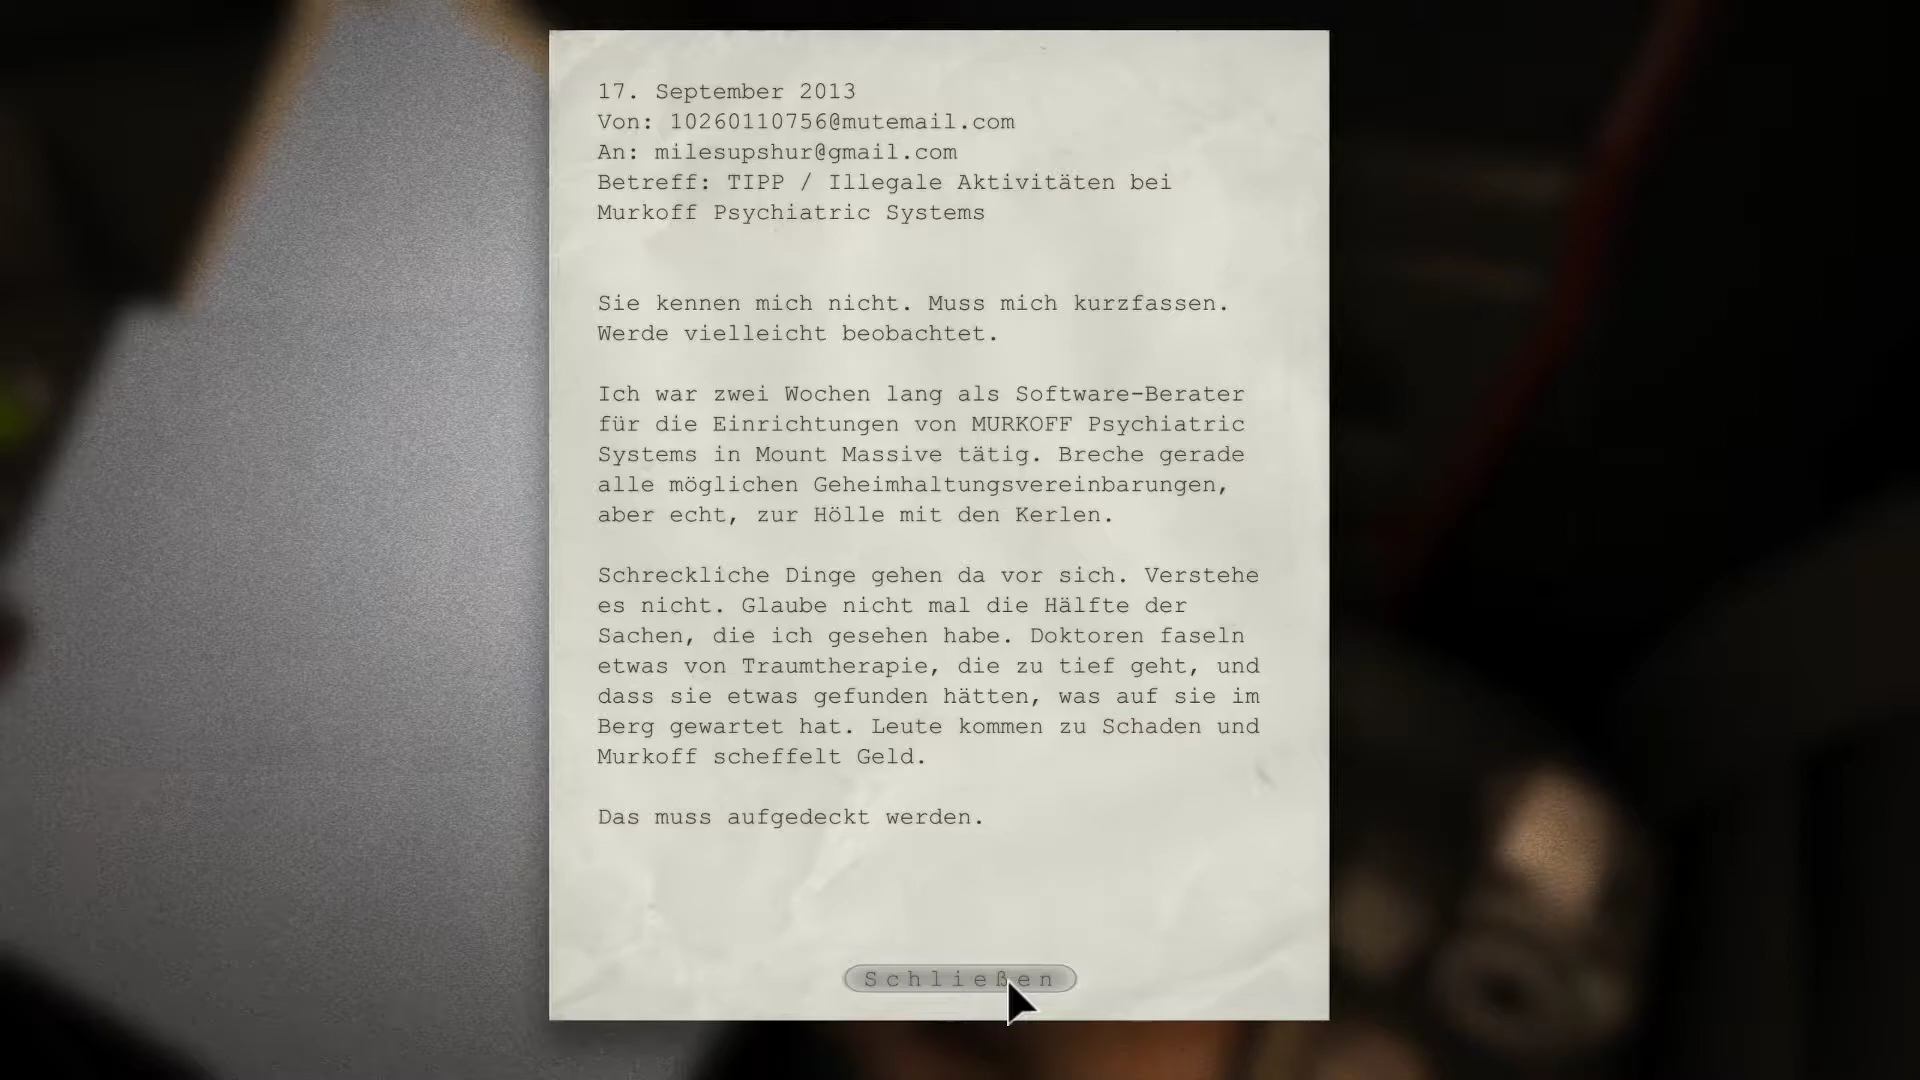 17. September 2013
Von: 10260110756@mutemail.com
An: milesupshur@gmail.com
Betreff: TIPP / Illegale Aktivitäten bei
Murkoff Psychiatric Systems
Sie kennen mich nicht. Muss mich kurzfassen.
Werde vielleicht beobachtet.
Ich war zwei Wochen lang als Software-Berater
für die Einrichtungen von MURKOFF Psychiatric
Systems in Mount Massive tätig. Breche gerade
alle möglichen Geheimhaltungsvereinbarungen,
aber echt, zur Hölle mit den Kerlen.
Schreckliche Dinge gehen da vor sich. Verstehe
es nicht. Glaube nicht mal die Hälfte der
Sachen, die ich gesehen habe. Doktoren faseln
etwas von Traumtherapie, die zu tief geht, und
dass sie etwas gefunden hätten, was auf sie im
Berg gewartet hat. Leute kommen zu Schaden und
Murkoff scheffelt Geld.
Das muss aufgedeckt werden.
Schließen